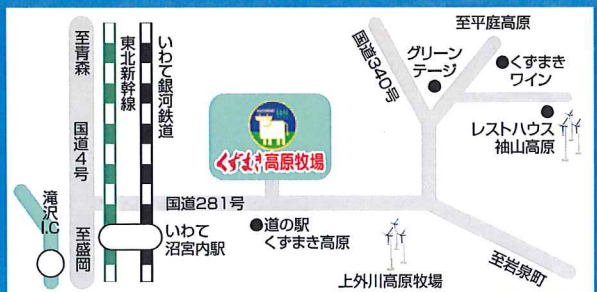 至青森
国道4号
至盛岡
滝沢
I.C
東北新幹線
いわて銀河鉄道
いわて
沼宮内駅
国道281号
くずまき高原牧場
道の駅
くずまき高原
上外川高原牧場
国道340号
グリーン
テージ
至平庭高原
くずまき
ワイン
レストハウス
袖山高原
至岩泉町